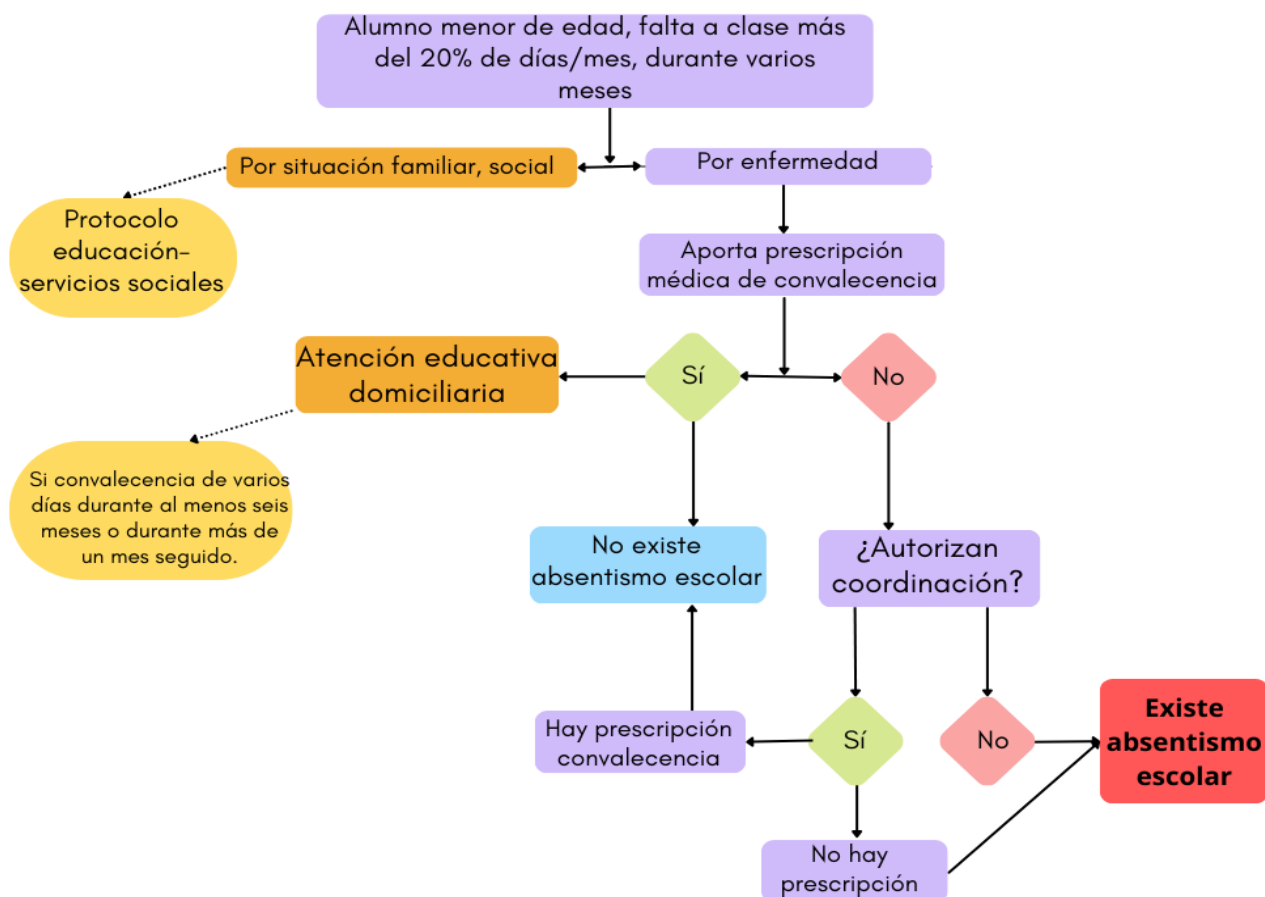 Alumno menor de edad, falta a clase más
del 20% de días/mes, durante varios
meses
Por situación familiar, social
Por enfermedad
Protocolo
educación-
servicios sociales
Aporta prescripción
médica de convalecencia
Atención educativa
domiciliaria
Sí
No
Si convalecencia de varios
días durante al menos seis
meses o durante más de
un mes seguido.
No existe
absentismo escolar
¿Autorizan
coordinación?
Hay prescripción
convalecencia
Sí
No
Existe
absentismo
escolar
No hay
prescripción